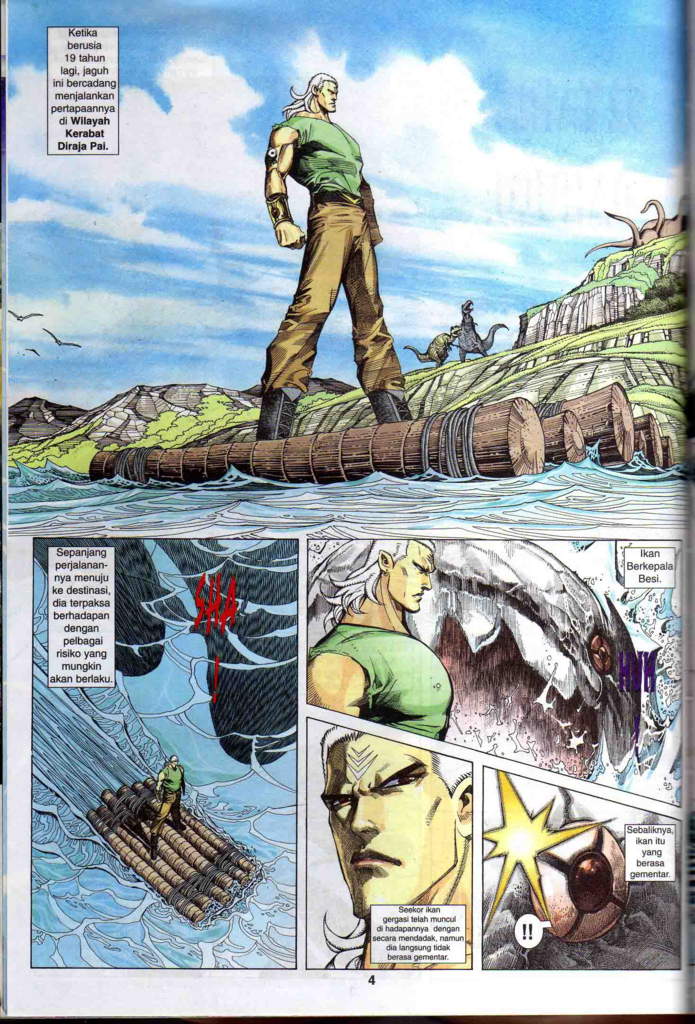 Ketika
berusia
19 tahun
lagi, jaguh
ini bercadang
menjalankan
pertapaannya
di Wilayah
Kerabat
Diraja Pai.
Sepanjang
perjalanan-
nya menuju
ke destinasi,
dia terpaksa
berhadapan
dengan
pelbagai
risiko yang
mungkin
akan berlaku.
SHA
!
Ikan
Berkepala
Besi.
HUH
!
Seekor ikan
gergasi telah muncul
di hadapannya dengan
secara mendadak, namun
dia langsung tidak
berasa gementar.
Sebaliknya,
ikan itu
yang
berasa
gementar.
!!
4